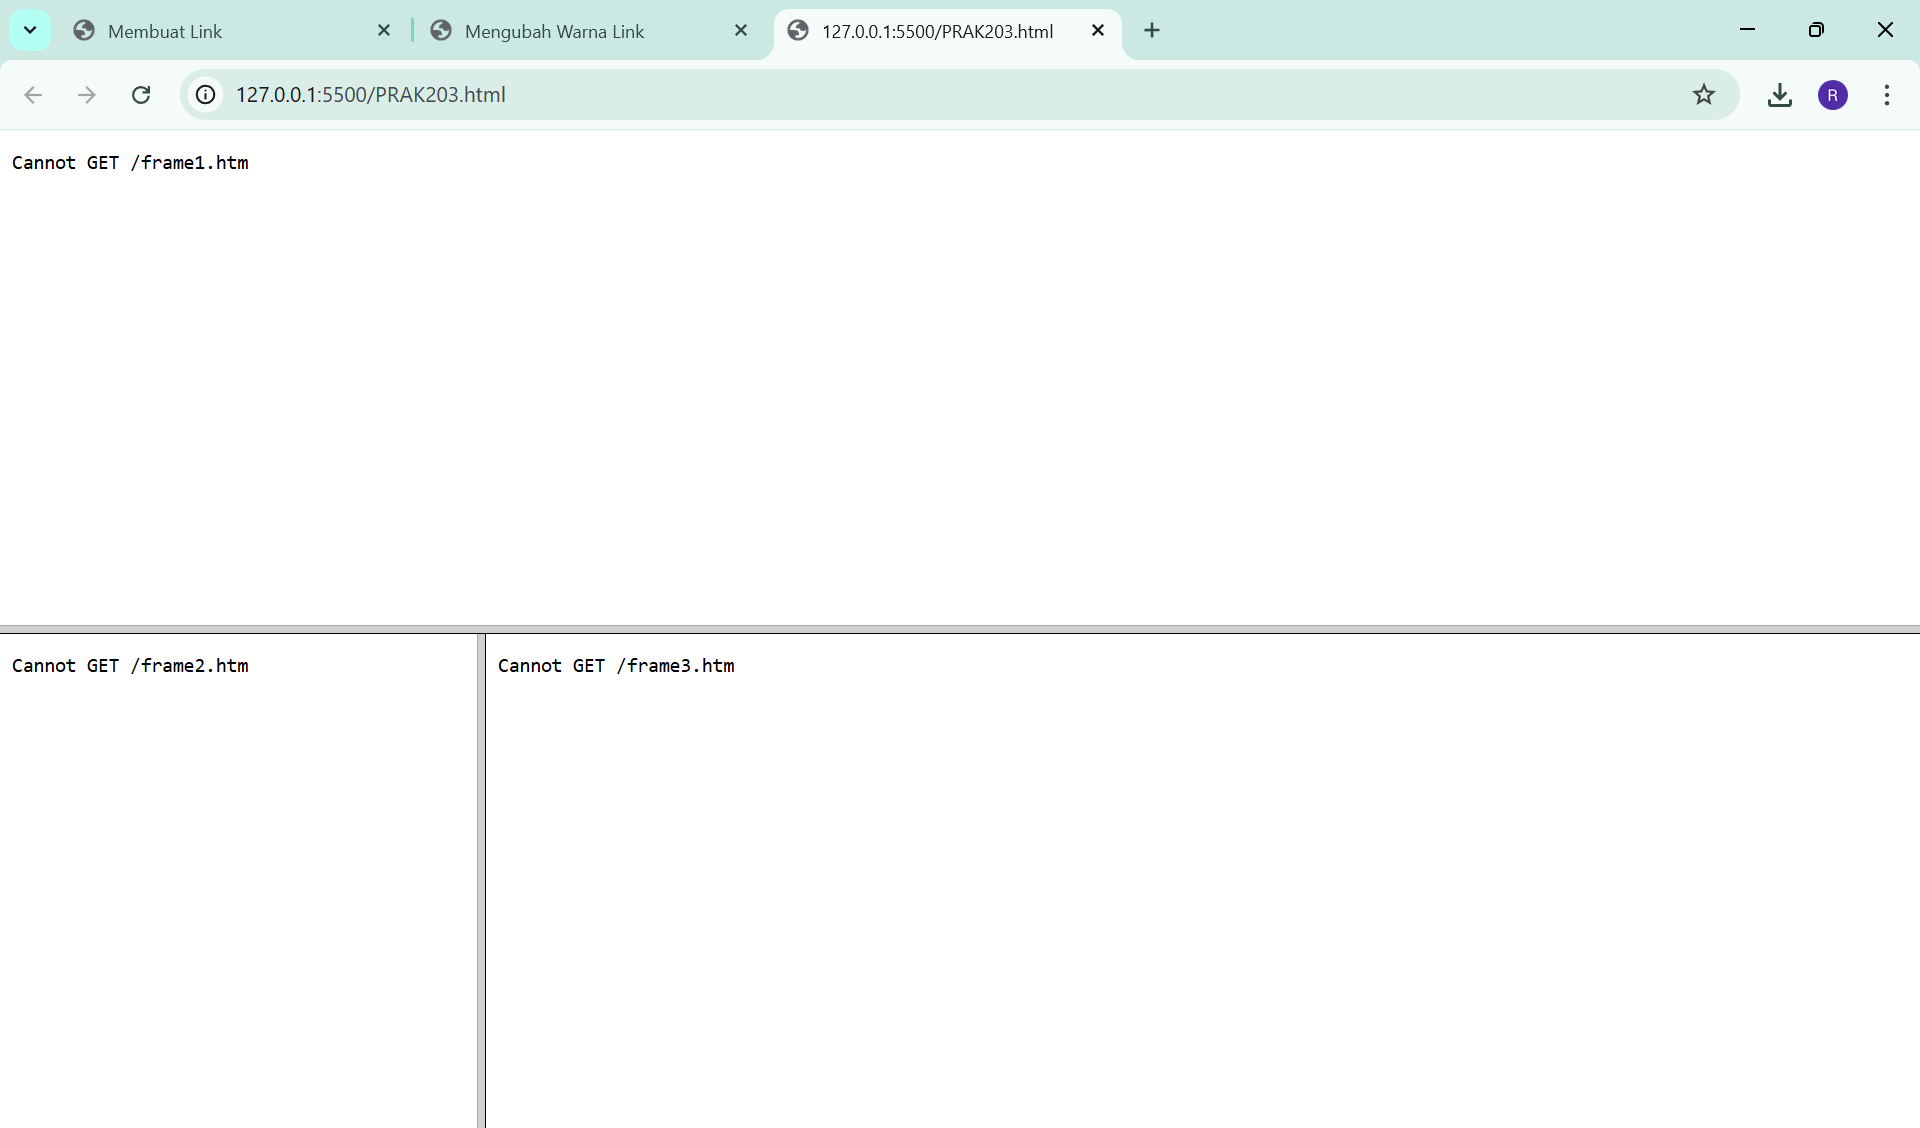 Membuat Link
Mengubah Warna Link
127.0.0.1:5500/PRAK203.html
127.0.0.1:5500/PRAK203.html
R
Cannot GET /frame1.htm
Cannot GET /frame2.htm
Cannot GET /frame3.htm